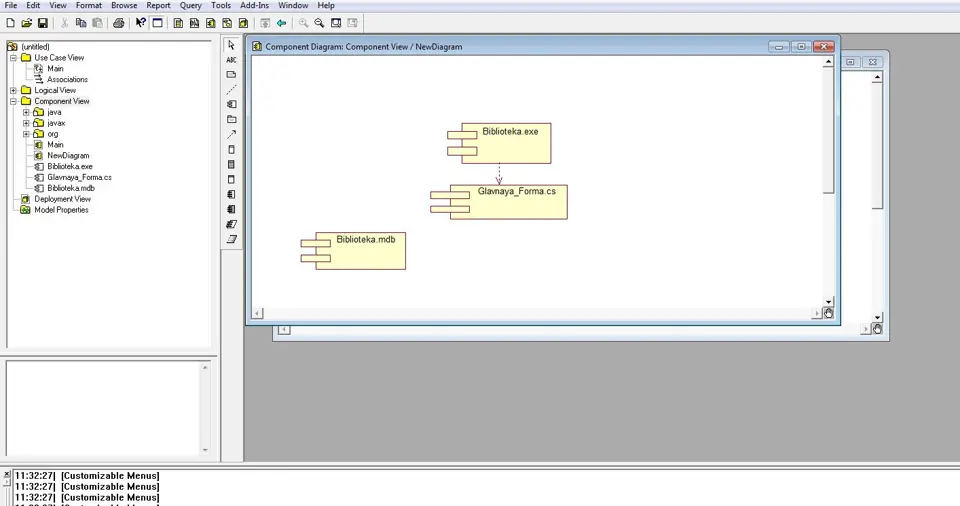 File Edit View Format Browse Report Query Tools Add-Ins Window Help
(untitled)
Use Case View
Main
Associations
Logical View
Component View
java
javax
org
Main
NewDiagram
Biblioteka.exe
Glavnaya_Forma.cs
Biblioteka.mdb
Deployment View
Model Properties
ABC
Component Diagram: Component View / NewDiagram
Biblioteka.exe
Glavnaya_Forma.cs
Biblioteka.mdb
11:32:27| [Customizable Menus]
11:32:27| [Customizable Menus]
11:32:27| [Customizable Menus]